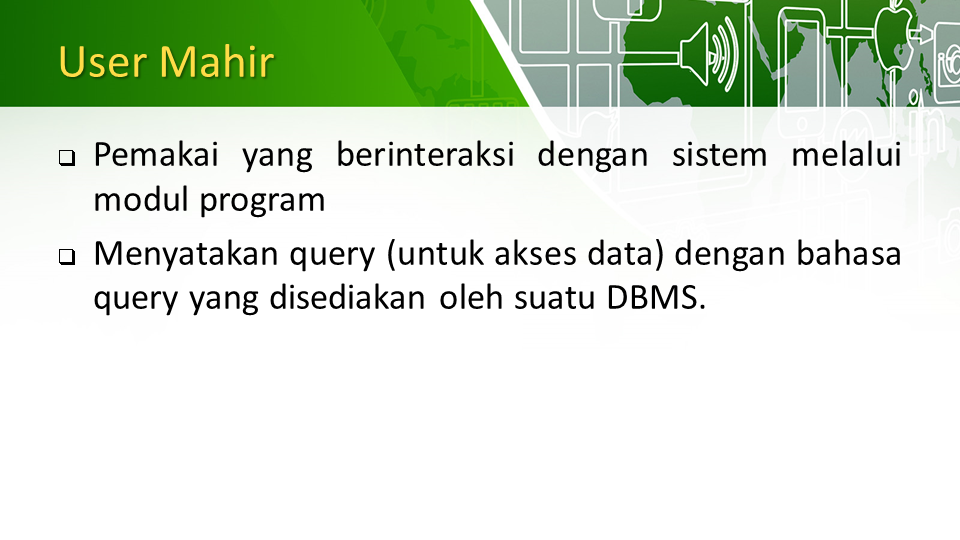 User Mahir
Pemakai yang berinteraksi dengan sistem melalui
modul program
Menyatakan query (untuk akses data) dengan bahasa
query yang disediakan oleh suatu DBMS.